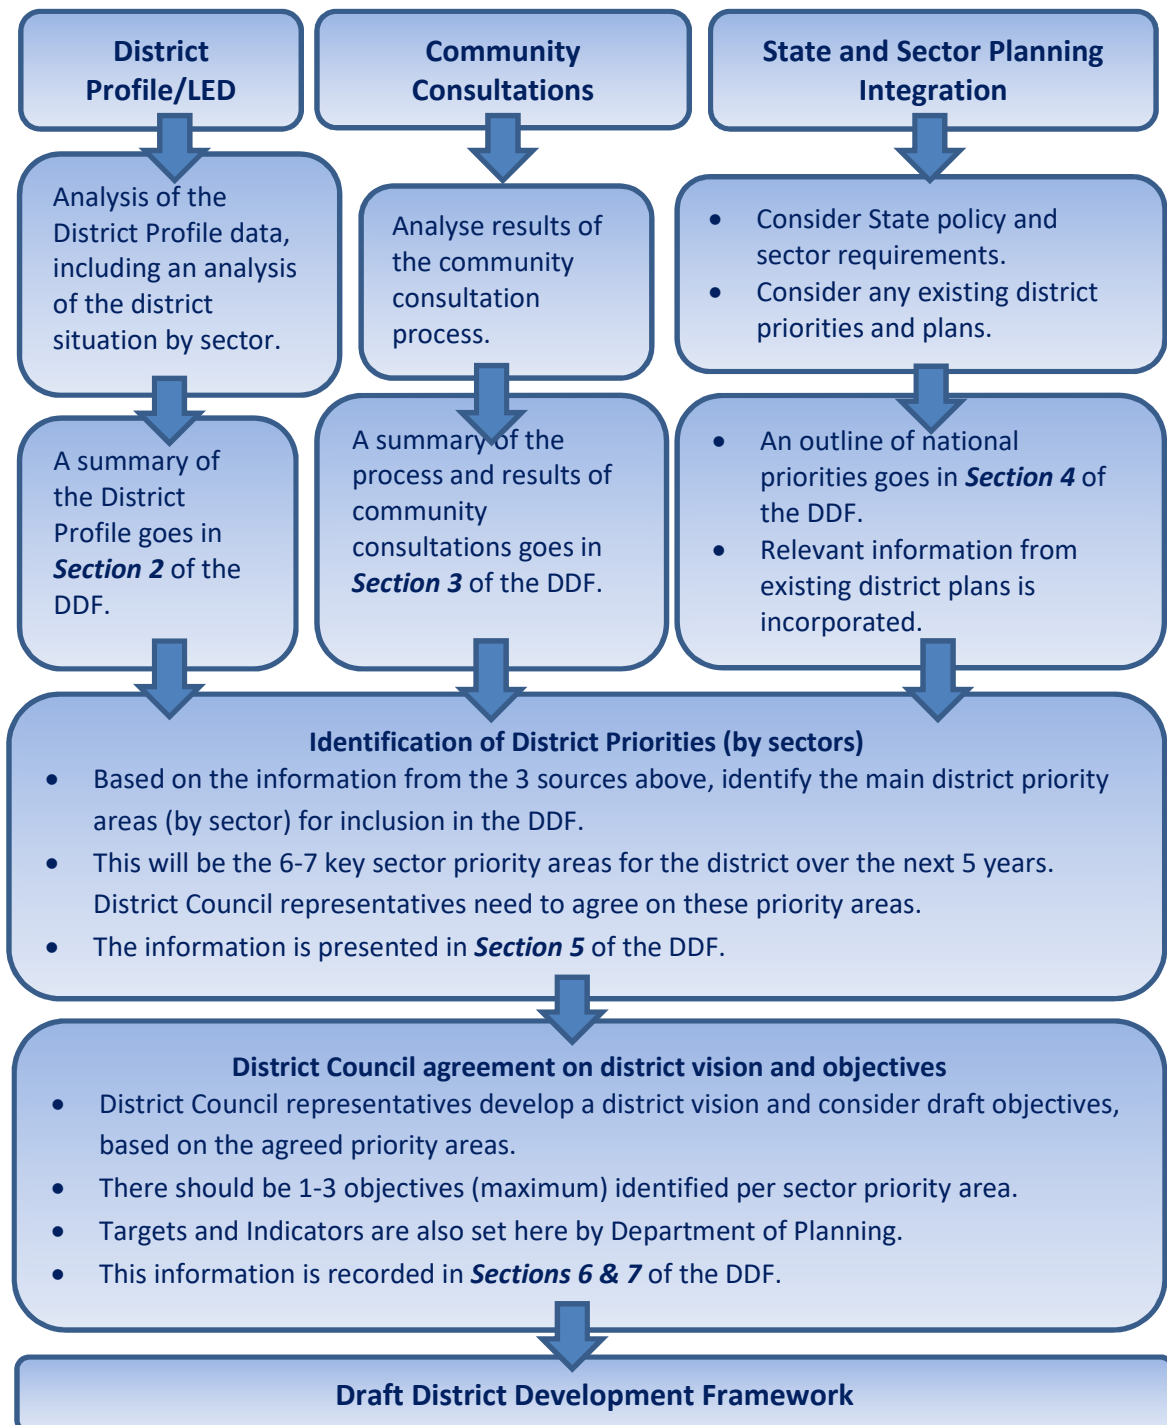 District
Profile/LED
Community
Consultations
State and Sector Planning
Integration
Analysis of the
District Profile data,
including an analysis
of the district
situation by sector.
Analyse results of
the community
consultation
process.
• Consider State policy and
sector requirements.
• Consider any existing district
priorities and plans.
A summary of
the District
Profile goes in
Section 2 of the
DDF.
A summary of the
process and results of
community
consultations goes in
Section 3 of the DDF.
• An outline of national
priorities goes in Section 4 of
the DDF.
• Relevant information from
existing district plans is
incorporated.
Identification of District Priorities (by sectors)
• Based on the information from the 3 sources above, identify the main district priority
areas (by sector) for inclusion in the DDF.
• This will be the 6-7 key sector priority areas for the district over the next 5 years.
District Council representatives need to agree on these priority areas.
• The information is presented in Section 5 of the DDF.
District Council agreement on district vision and objectives
• District Council representatives develop a district vision and consider draft objectives,
based on the agreed priority areas.
• There should be 1-3 objectives (maximum) identified per sector priority area.
• Targets and Indicators are also set here by Department of Planning.
• This information is recorded in Sections 6 & 7 of the DDF.
Draft District Development Framework